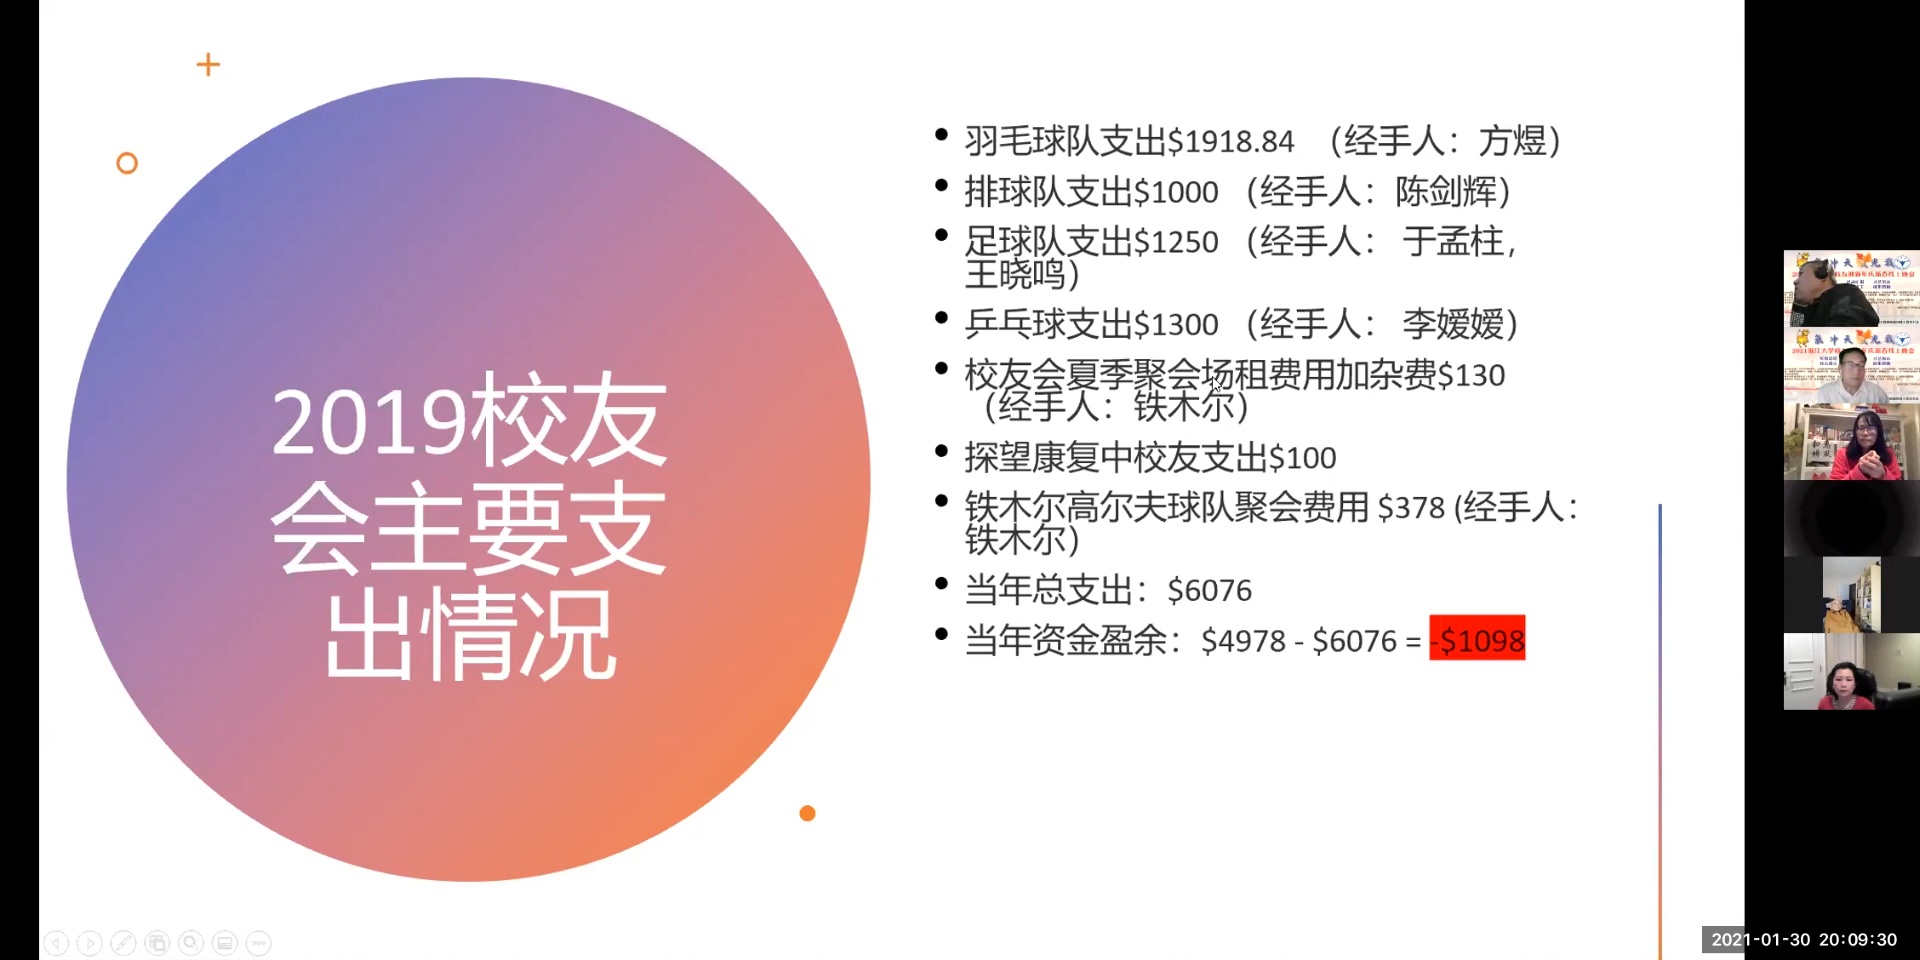 2019校友
会主要支
出情况
羽毛球队支出$1918.84 （经手人：方煜）
排球队支出$1000 （经手人：陈剑辉）
足球队支出$1250 （经手人： 于孟柱，
王晓鸣）
乒乓球支出$1300 （经手人： 李嫒嫒）
校友会夏季聚会场租费用加杂费$130
（经手人：铁木尔）
探望康复中校友支出$100
铁木尔高尔夫球队聚会费用 $378 (经手人：
铁木尔）
当年总支出：$6076
当年资金盈余：$4978 - $6076 = -$1098
2021-01-30 20:09:30